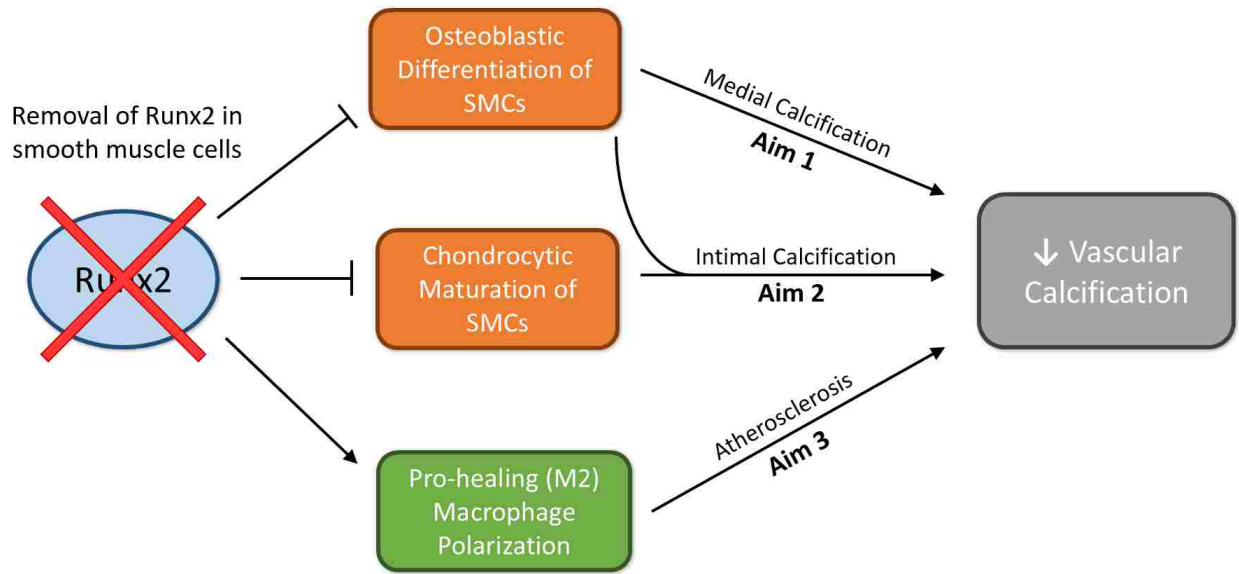 Removal of Runx2 in
smooth muscle cells
Runx2
Osteoblastic
Differentiation of
SMCs
Chondrocytic
Maturation of
SMCs
Pro-healing (M2)
Macrophage
Polarization
Medial Calcification
Aim 1
Intimal Calcification
Aim 2
Atherosclerosis
Aim 3
↓ Vascular
Calcification